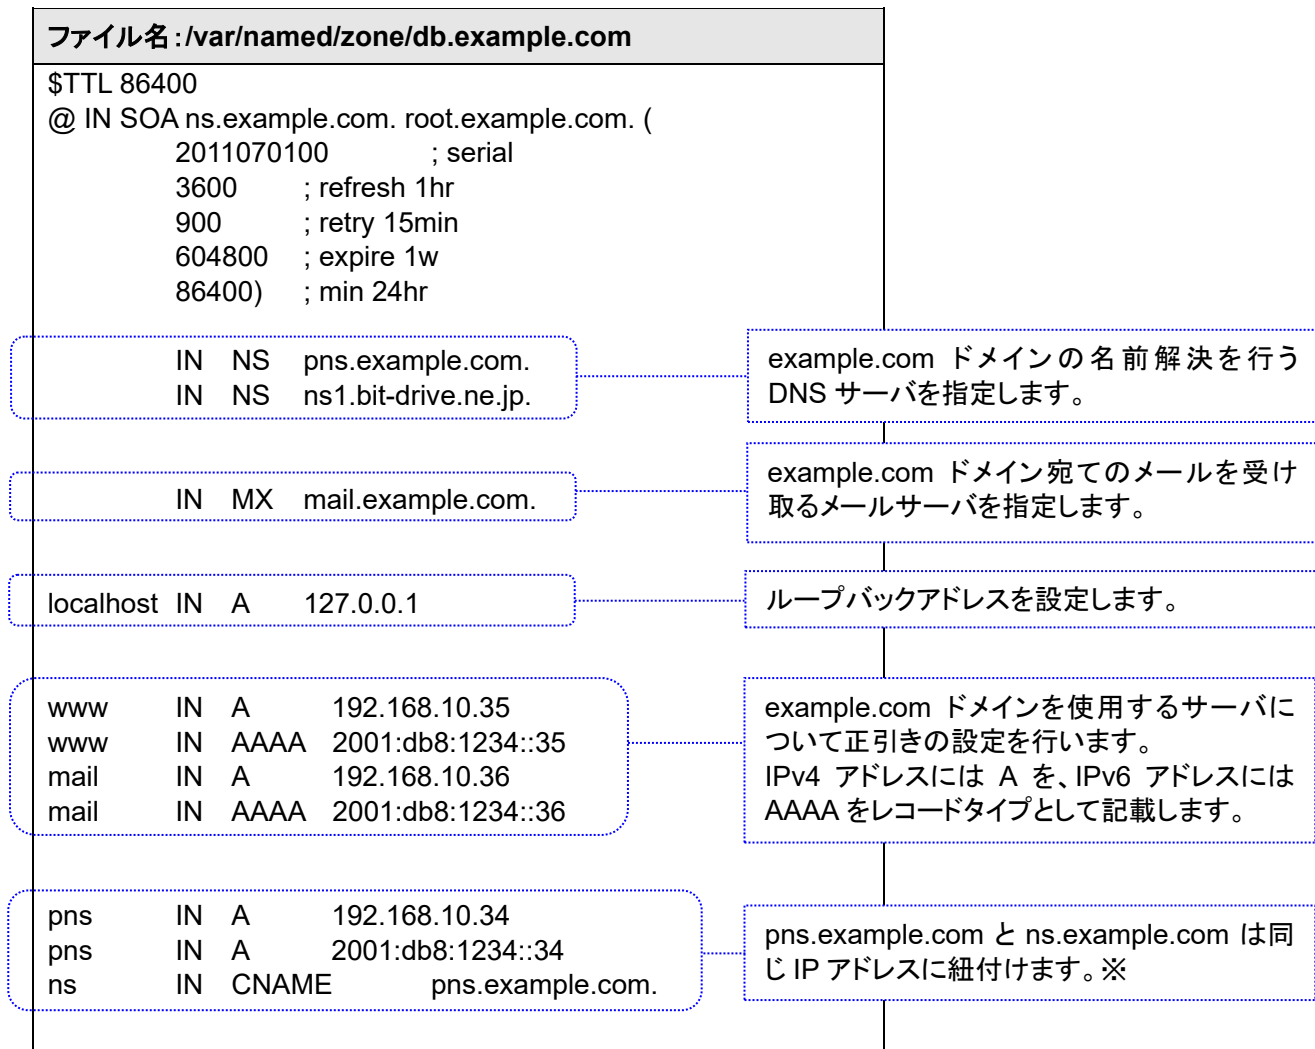 ファイル名:/var/named/zone/db.example.com
$TTL 86400
@ IN SOA ns.example.com. root.example.com. (
2011070100 ; serial
3600 ; refresh 1hr
900 ; retry 15min
604800 ; expire 1w
86400) ; min 24hr
IN NS pns.example.com.
IN NS ns1.bit-drive.ne.jp.
example.com ドメインの名前解決を行う
DNS サーバを指定します。
IN MX mail.example.com.
example.com ドメイン宛てのメールを受け
取るメールサーバを指定します。
localhost IN A 127.0.0.1
ループバックアドレスを設定します。
www IN A 192.168.10.35
www IN AAAA 2001:db8:1234::35
mail IN A 192.168.10.36
mail IN AAAA 2001:db8:1234::36
example.com ドメインを使用するサーバに
ついて正引きの設定を行います。
IPv4 アドレスには A を、IPv6 アドレスには
AAAA をレコードタイプとして記載します。
pns IN A 192.168.10.34
pns IN A 2001:db8:1234::34
ns IN CNAME pns.example.com.
pns.example.com と ns.example.com は同
じ IP アドレスに紐付けます。※